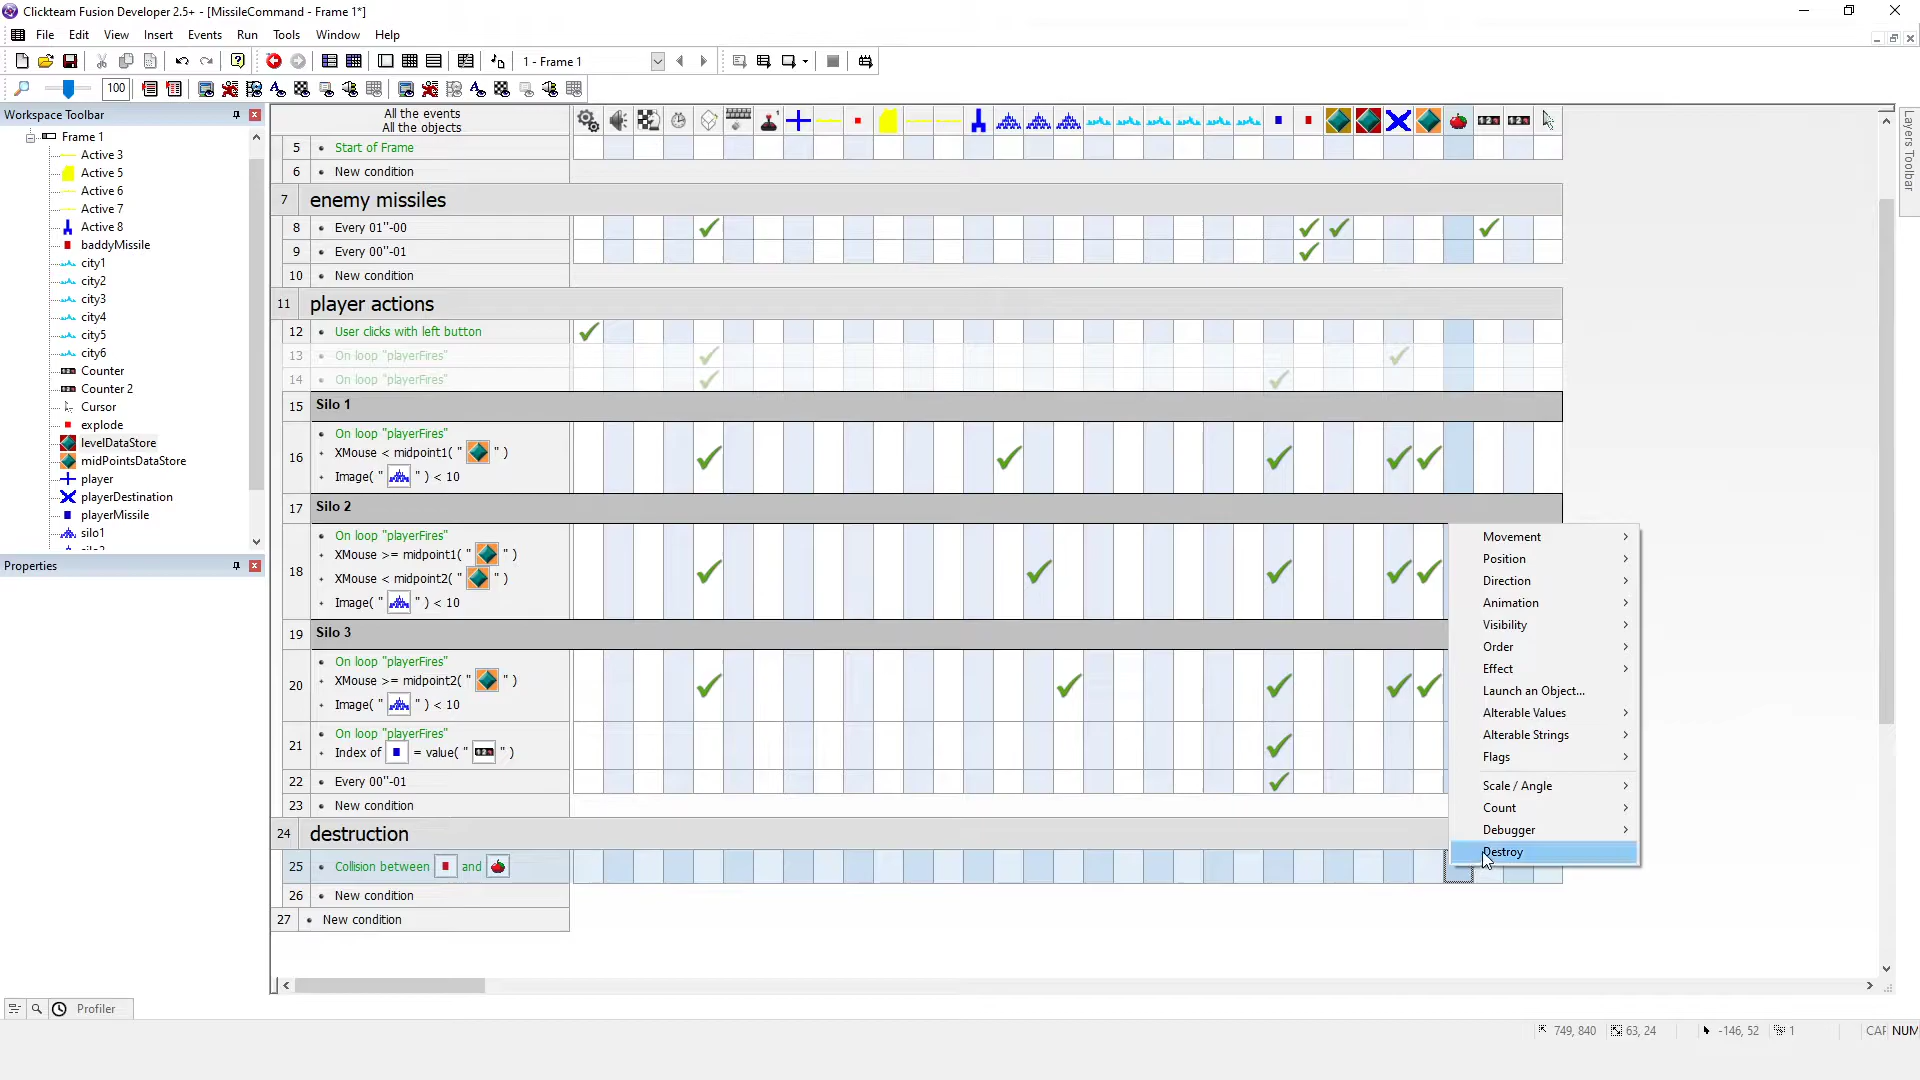 Clickteam Fusion Developer 2.5+ - [MissileCommand - Frame 1*]
File Edit View Insert Events Run Tools Window Help
1 - Frame 1
100
Workspace Toolbar
Frame 1
Active 3
Active 5
Active 6
Active 7
Active 8
baddyMissile
city1
city2
city3
city4
city5
city6
Counter
Counter 2
Cursor
explode
levelDataStore
midPointsDataStore
player
playerDestination
playerMissile
silo1
Properties
Profiler
All the events
All the objects
5 • Start of Frame
6 • New condition
7 enemy missiles
8 • Every 01"-00
9 • Every 00"-01
10 • New condition
11 player actions
12 • User clicks with left button
13 • On loop "playerFires"
14 • On loop "playerFires"
15 Silo 1
16 • On loop "playerFires"
+ XMouse < midpoint1( " " )
+ Image( " " ) < 10
17 Silo 2
18 • On loop "playerFires"
+ XMouse >= midpoint1( " " )
+ XMouse < midpoint2( " " )
+ Image( " " ) < 10
19 Silo 3
20 • On loop "playerFires"
+ XMouse >= midpoint2( " " )
+ Image( " " ) < 10
21 • On loop "playerFires"
+ Index of = value( " " )
22 • Every 00"-01
23 • New condition
24 destruction
25 • Collision between and
26 • New condition
27 • New condition
Movement
Position
Direction
Animation
Visibility
Order
Effect
Launch an Object...
Alterable Values
Alterable Strings
Flags
Scale / Angle
Count
Debugger
Destroy
Layers Toolbar
749, 840 63, 24 -146, 52 1 CAP NUM